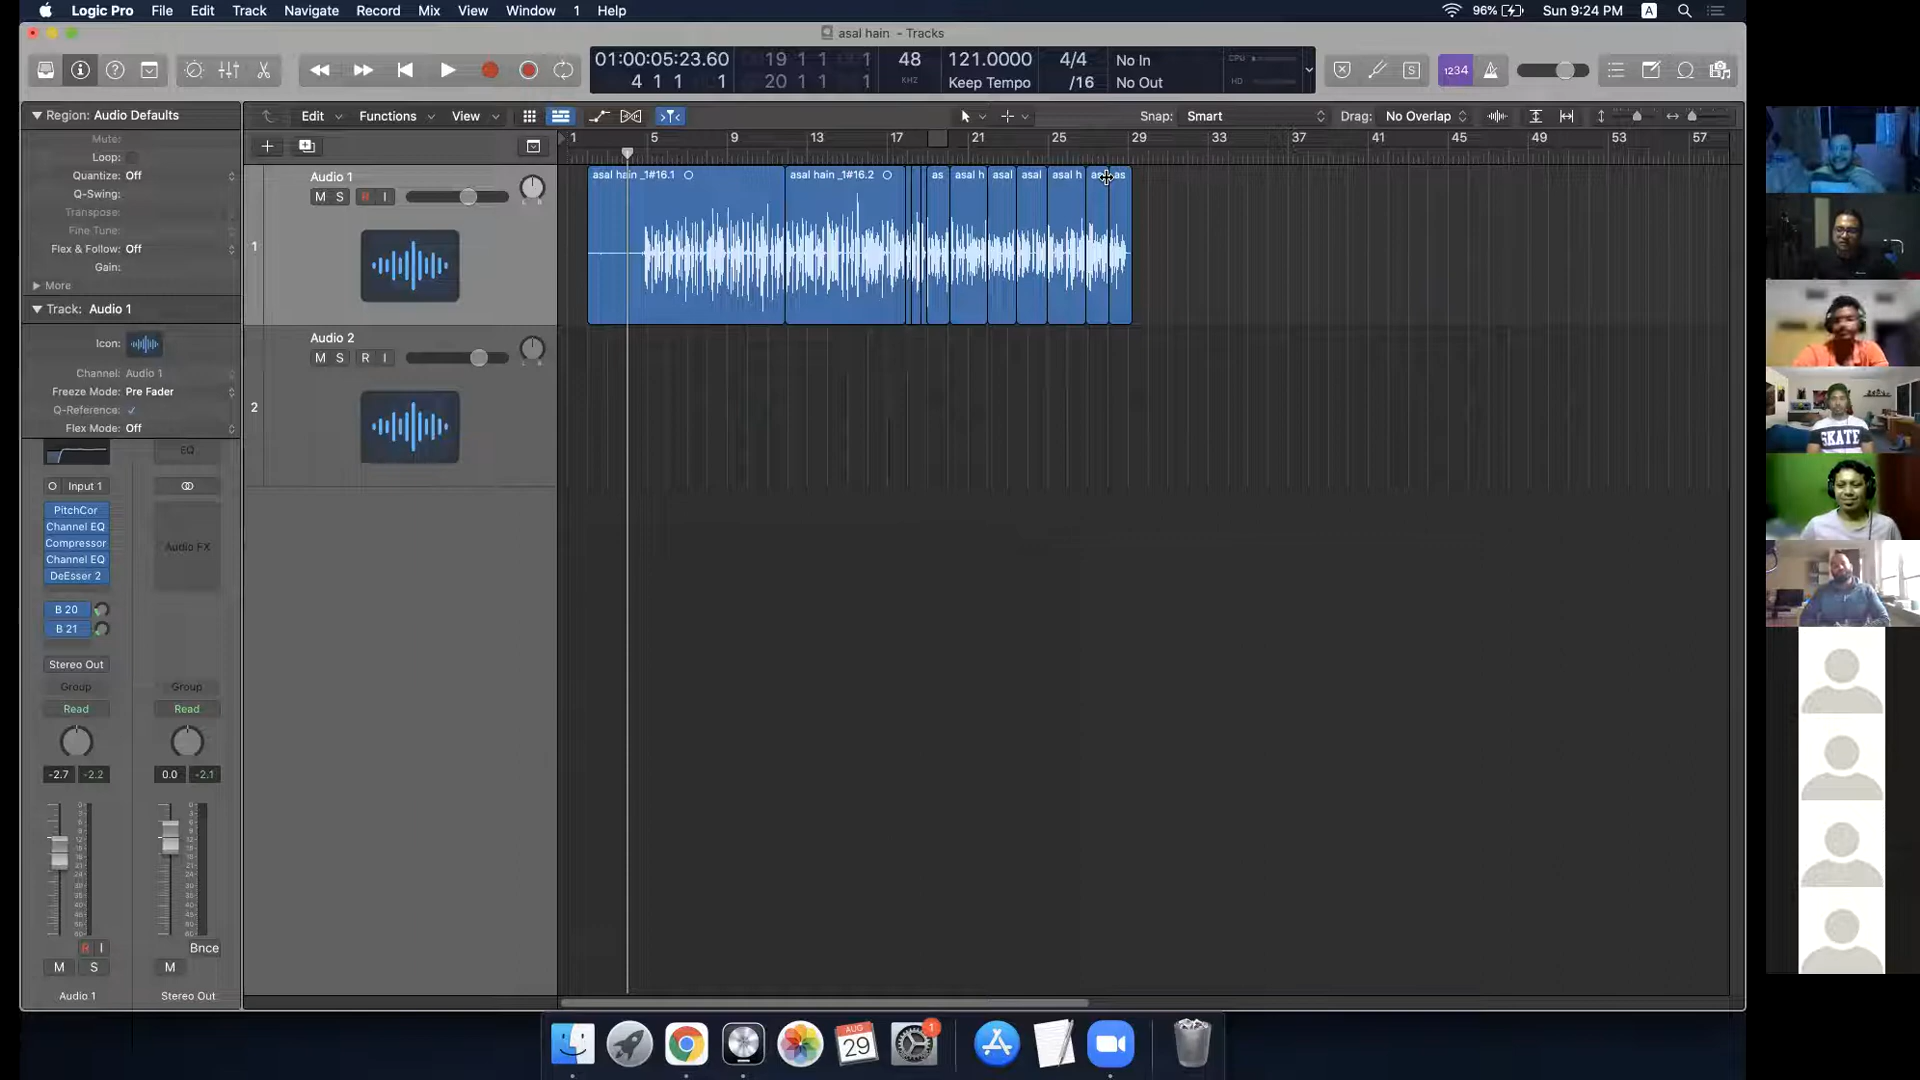 Logic Pro File Edit Track Navigate Record Mix View Window 1 Help
96% Sun 9:24 PM A
asal hain - Tracks
01:00:05:23.60 19 1 1 1 48 121.0000 4/4 No In CPU
4 1 1 1 20 1 1 1 KHZ Keep Tempo /16 No Out HD
S 1234
Region: Audio Defaults
Edit Functions View
Snap: Smart Drag: No Overlap
1 5 9 13 17 21 25 29 33 37 41 45 49 53 57
Mute:
Loop:
Quantize: Off
Q-Swing:
Transpose:
Fine Tune:
Flex & Follow: Off
Gain:
More
Track: Audio 1
Icon:
Channel: Audio 1
Freeze Mode: Pre Fader
Q-Reference: ✓
Flex Mode: Off
Audio 1
M S R I
1
asal hain _1#16.1
asal hain _1#16.2
as
asal h
asal
asal
asal h
as
Audio 2
M S R I
2
EQ
Input 1
PitchCor
Channel EQ
Compressor
Channel EQ
DeEsser 2
Audio FX
B 20
B 21
Stereo Out
Group Group
Read Read
-2.7 -2.2 0.0 -2.1
R I
Bnce
M S M
Audio 1 Stereo Out
SKATE
AUG
29
1